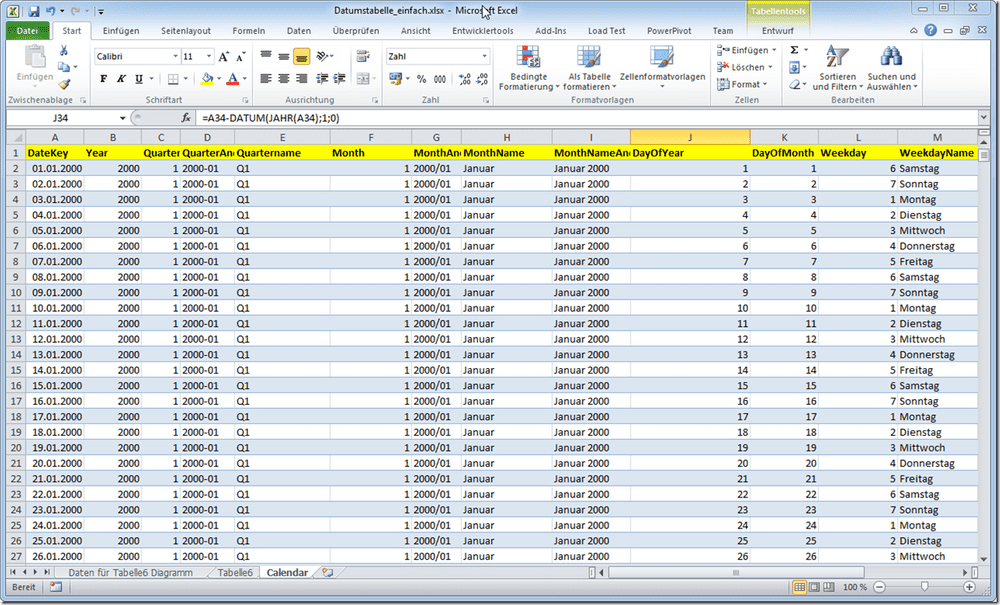 Datumstabelle_einfach.xlsx - Microsoft Excel
Tabellentools
Datei Start Einfügen Seitenlayout Formeln Daten Überprüfen Ansicht Entwicklertools Add-Ins Load Test PowerPivot Team Entwurf
Einfügen
Calibri 11
F K U
Zahl
% 000
Bedingte Formatierung
Als Tabelle formatieren
Zellenformatvorlagen
Einfügen
Löschen
Format
Sortieren und Filtern
Suchen und Auswählen
Zwischenablage Schriftart Ausrichtung Zahl Formatvorlagen Zellen Bearbeiten
J34 fx =A34-DATUM(JAHR(A34);1;0)
A B C D E F G H I J K L M
1 DateKey Year Quarter QuarterAn Quartername Month MonthAn MonthName MonthNameAn DayOfYear DayOfMonth Weekday WeekdayName
2 01.01.2000 2000 1 2000-01 Q1 1 2000/01 Januar Januar 2000 1 1 6 Samstag
3 02.01.2000 2000 1 2000-01 Q1 1 2000/01 Januar Januar 2000 2 2 7 Sonntag
4 03.01.2000 2000 1 2000-01 Q1 1 2000/01 Januar Januar 2000 3 3 1 Montag
5 04.01.2000 2000 1 2000-01 Q1 1 2000/01 Januar Januar 2000 4 4 2 Dienstag
6 05.01.2000 2000 1 2000-01 Q1 1 2000/01 Januar Januar 2000 5 5 3 Mittwoch
7 06.01.2000 2000 1 2000-01 Q1 1 2000/01 Januar Januar 2000 6 6 4 Donnerstag
8 07.01.2000 2000 1 2000-01 Q1 1 2000/01 Januar Januar 2000 7 7 5 Freitag
9 08.01.2000 2000 1 2000-01 Q1 1 2000/01 Januar Januar 2000 8 8 6 Samstag
10 09.01.2000 2000 1 2000-01 Q1 1 2000/01 Januar Januar 2000 9 9 7 Sonntag
11 10.01.2000 2000 1 2000-01 Q1 1 2000/01 Januar Januar 2000 10 10 1 Montag
12 11.01.2000 2000 1 2000-01 Q1 1 2000/01 Januar Januar 2000 11 11 2 Dienstag
13 12.01.2000 2000 1 2000-01 Q1 1 2000/01 Januar Januar 2000 12 12 3 Mittwoch
14 13.01.2000 2000 1 2000-01 Q1 1 2000/01 Januar Januar 2000 13 13 4 Donnerstag
15 14.01.2000 2000 1 2000-01 Q1 1 2000/01 Januar Januar 2000 14 14 5 Freitag
16 15.01.2000 2000 1 2000-01 Q1 1 2000/01 Januar Januar 2000 15 15 6 Samstag
17 16.01.2000 2000 1 2000-01 Q1 1 2000/01 Januar Januar 2000 16 16 7 Sonntag
18 17.01.2000 2000 1 2000-01 Q1 1 2000/01 Januar Januar 2000 17 17 1 Montag
19 18.01.2000 2000 1 2000-01 Q1 1 2000/01 Januar Januar 2000 18 18 2 Dienstag
20 19.01.2000 2000 1 2000-01 Q1 1 2000/01 Januar Januar 2000 19 19 3 Mittwoch
21 20.01.2000 2000 1 2000-01 Q1 1 2000/01 Januar Januar 2000 20 20 4 Donnerstag
22 21.01.2000 2000 1 2000-01 Q1 1 2000/01 Januar Januar 2000 21 21 5 Freitag
23 22.01.2000 2000 1 2000-01 Q1 1 2000/01 Januar Januar 2000 22 22 6 Samstag
24 23.01.2000 2000 1 2000-01 Q1 1 2000/01 Januar Januar 2000 23 23 7 Sonntag
25 24.01.2000 2000 1 2000-01 Q1 1 2000/01 Januar Januar 2000 24 24 1 Montag
26 25.01.2000 2000 1 2000-01 Q1 1 2000/01 Januar Januar 2000 25 25 2 Dienstag
27 26.01.2000 2000 1 2000-01 Q1 1 2000/01 Januar Januar 2000 26 26 3 Mittwoch
Daten für Tabelle6 Diagramm Tabelle6 Calendar
Bereit 100 %